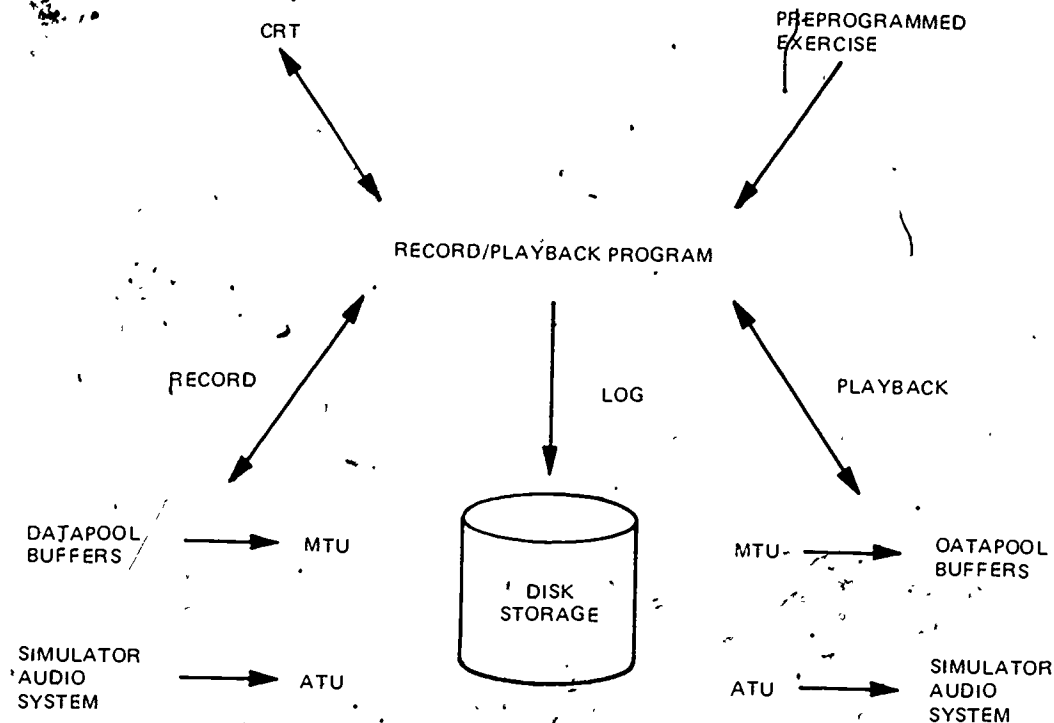 CRT
PREPROGRAMMED
EXERCISE
RECORD/PLAYBACK PROGRAM
RECORD
LOG
PLAYBACK
DATAPOOL
BUFFERS
MTU
DISK
STORAGE
MTU
OATAPOOL
BUFFERS
SIMULATOR
AUDIO
SYSTEM
ATU
ATU
SIMULATOR
AUDIO
SYSTEM